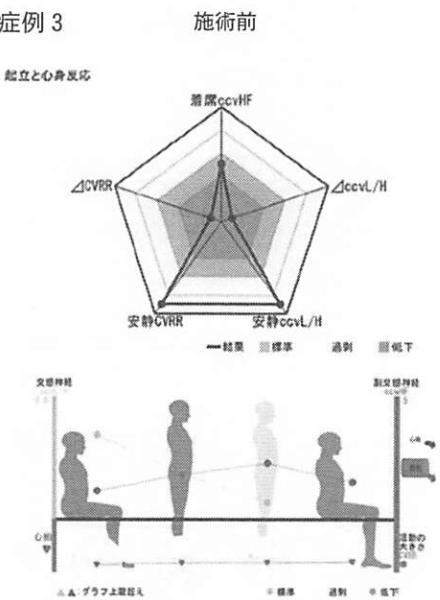 症例 3
施術前
起立と心身反応
着席ccvHF
⊿CVRR
⊿ccvL/H
安静CVRR
安静ccvL/H
結果 標準 過剰 低下
交感神経
副交感神経
心拍
活動の
大きさ
▲▲:グラフ上限超え
標準 過剰 低下